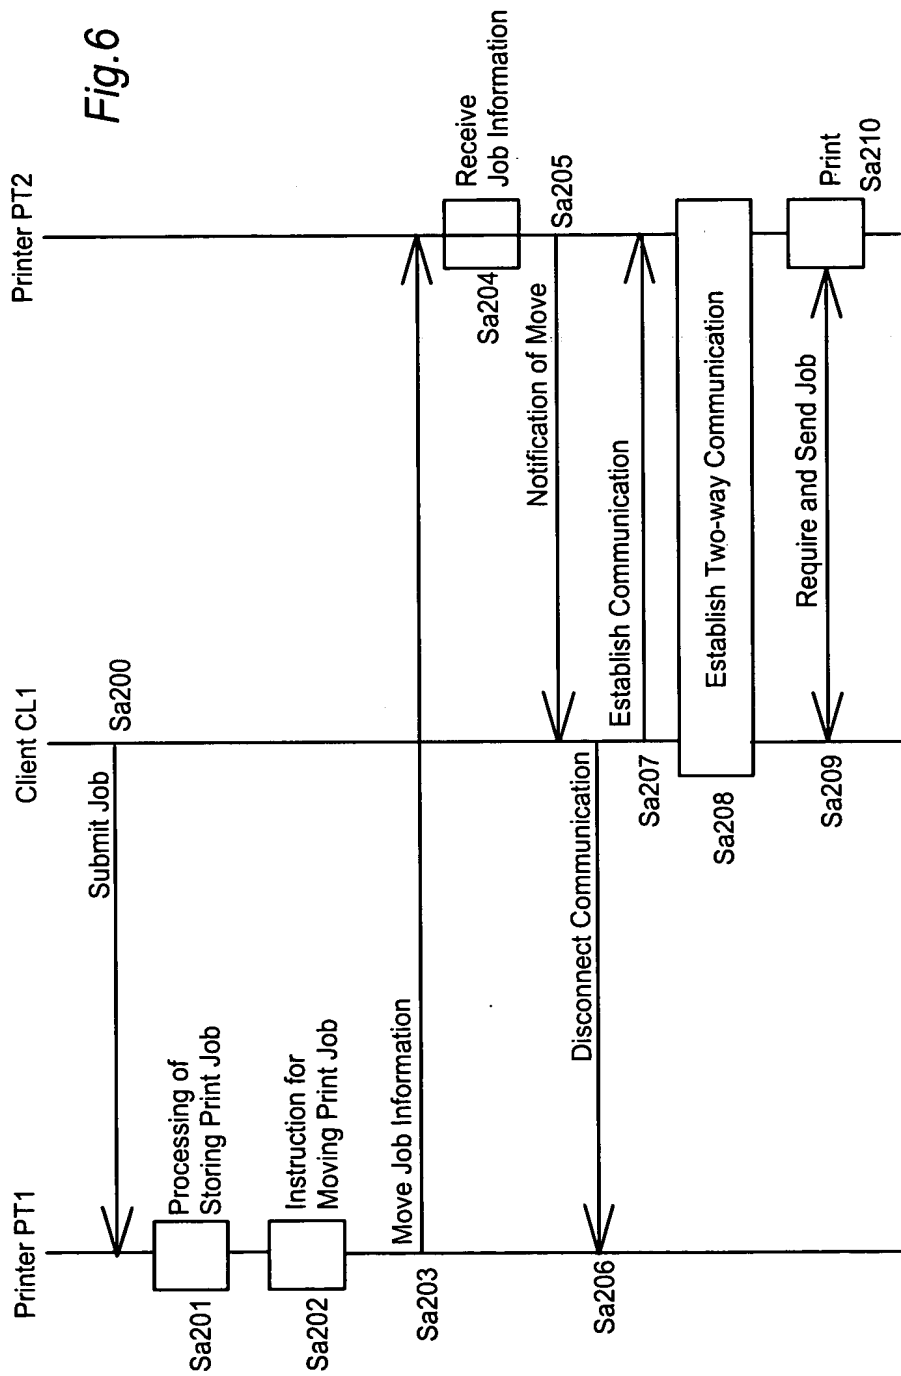 Fig.6
Printer PT1
Client CL1
Printer PT2
Submit Job
Sa200
Processing of
Storing Print Job
Sa201
Instruction for
Moving Print Job
Sa202
Move Job Information
Sa203
Receive
Job Information
Sa204
Notification of Move
Sa205
Disconnect Communication
Sa206
Establish Communication
Sa207
Establish Two-way Communication
Sa208
Require and Send Job
Sa209
Print
Sa210